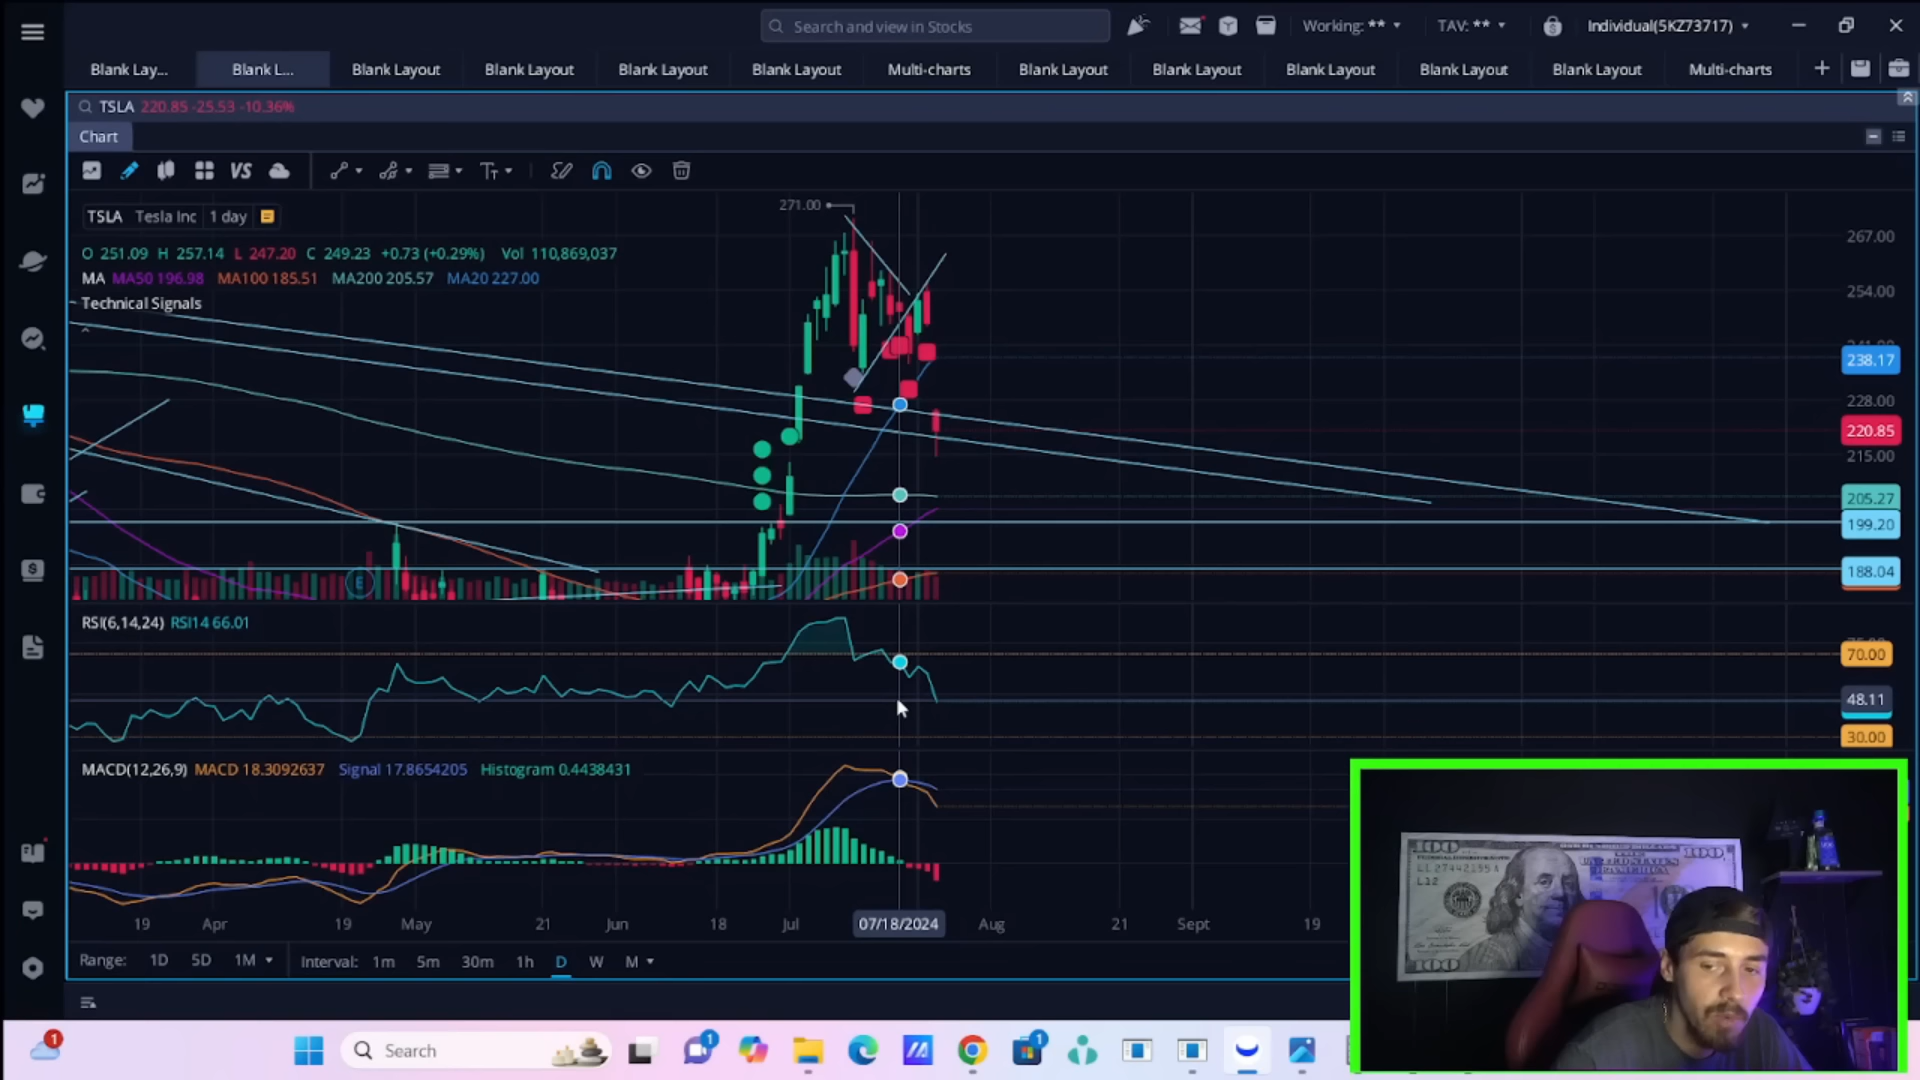 Search and view in Stocks
Working: **
TAV: **
Individual(5KZ73717)
Blank Lay...
Blank L...
Blank Layout
Blank Layout
Blank Layout
Blank Layout
Multi-charts
Blank Layout
Blank Layout
Blank Layout
Blank Layout
Blank Layout
Multi-charts
TSLA 220.85 -25.53 -10.36%
Chart
VS
TSLA Tesla Inc 1 day
O 251.09 H 257.14 L 247.20 C 249.23 +0.73 (+0.29%) Vol 110,869,037
MA MA50 196.98 MA100 185.51 MA200 205.57 MA20 227.00
Technical Signals
271.00
267.00
254.00
238.17
228.00
220.85
215.00
205.27
199.20
188.04
E
RSI(6,14,24) RSI14 66.01
70.00
48.11
30.00
MACD(12,26,9) MACD 18.3092637 Signal 17.8654205 Histogram 0.4438431
19 Apr 19 May 21 Jun 18 Jul 07/18/2024 Aug 21 Sept 19
Range: 1D 5D 1M Interval: 1m 5m 30m 1h D W M
100
100
100
1
Search
1
1